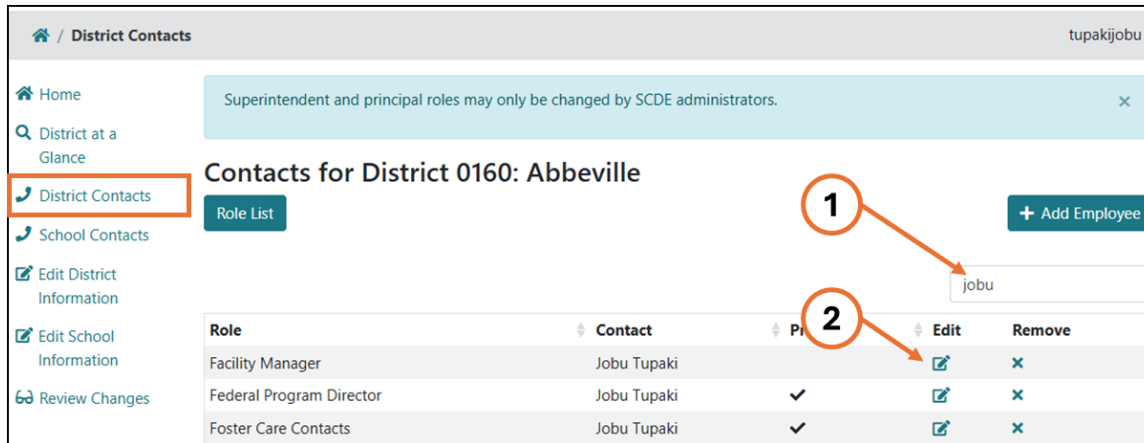 / District Contacts
tupakijobu
Home
Superintendent and principal roles may only be changed by SCDE administrators. ×
District at a
Glance
District Contacts
School Contacts
Edit District
Information
Edit School
Information
Review Changes
Contacts for District 0160: Abbeville
Role List
1
+ Add Employee
jobu
2
Role Contact Edit Remove
Facility Manager Jobu Tupaki ×
Federal Program Director Jobu Tupaki ✓ ×
Foster Care Contacts Jobu Tupaki ✓ ×